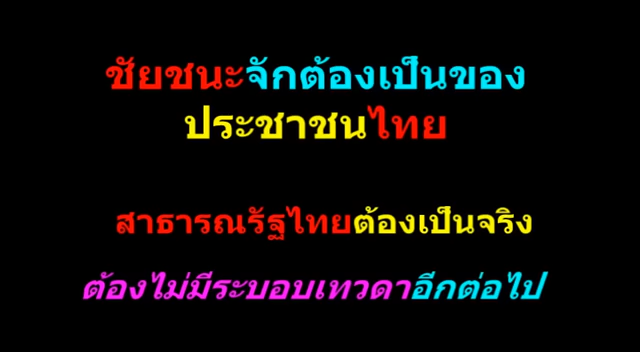 ชัยชนะจักต้องเป็นของ
ประชาชนไทย
สาธารณรัฐไทยต้องเป็นจริง
ต้องไม่มีระบอบเทวดาอีกต่อไป